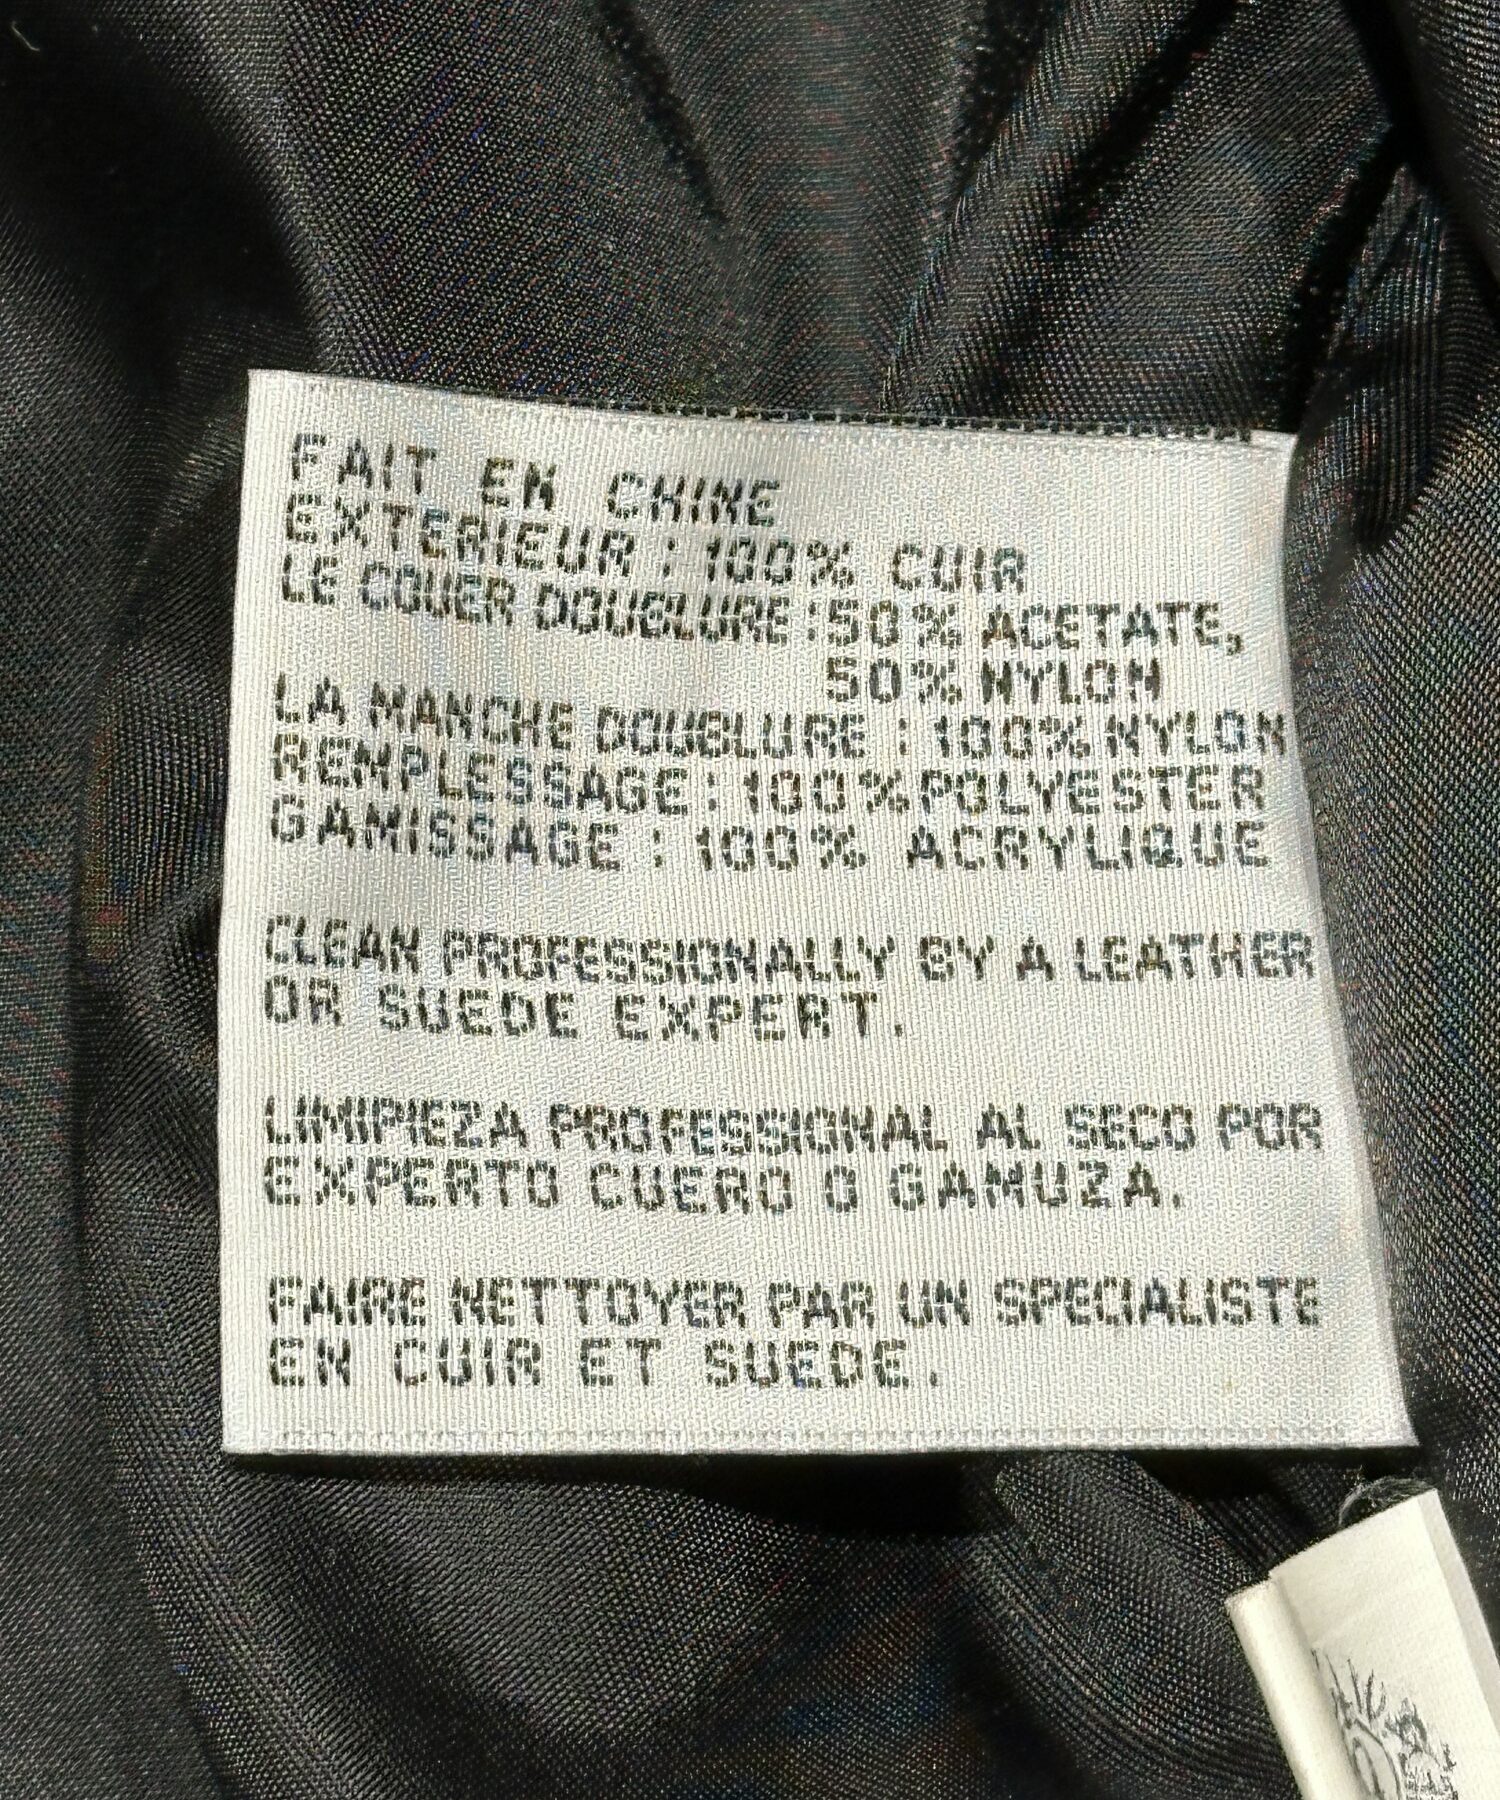 FAIT EN CHINE
EXTERIEUR : 100% CUIR
LE COUER DOUBLURE :50% ACETATE,
50% NYLON
LA MANCHE DOUBLURE : 100% NYLON
REMPLESSAGE: 100% POLYESTER
GAMISSAGE : 100% ACRYLIQUE
CLEAN PROFESSIONALLY BY A LEATHER
OR SUEDE EXPERT.
LIMPIEZA PROFESSIONAL AL SECO POR
EXPERTO CUERO O GAMUZA.
FAIRE NETTOYER PAR UN SPECIALISTE
EN CUIR ET SUEDE.